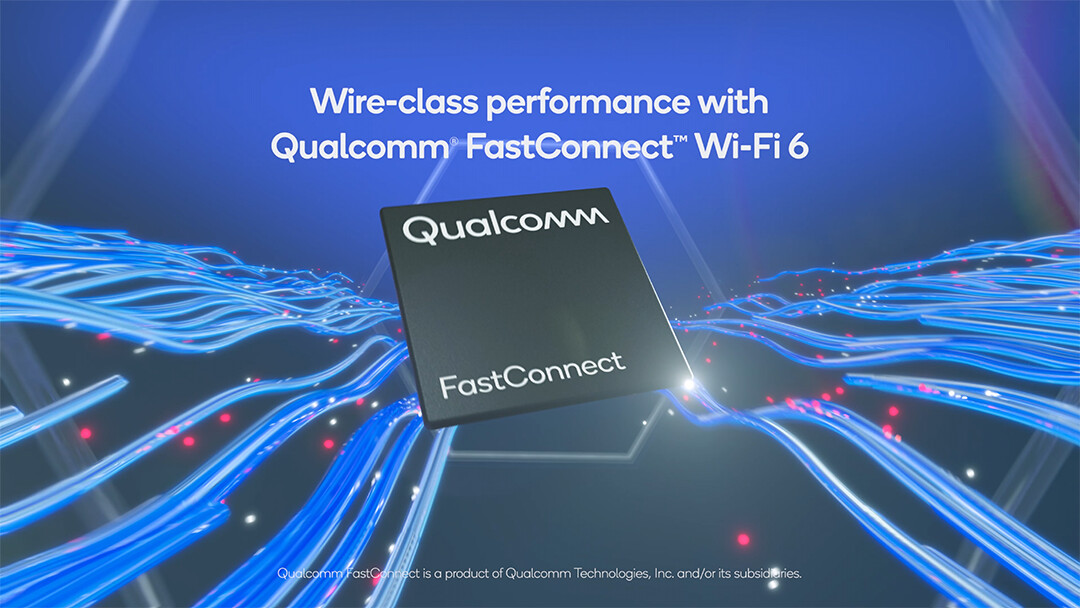 Wire-class performance with
Qualcomm® FastConnect™ Wi-Fi 6
Qualcomm
FastConnect
Qualcomm FastConnect is a product of Qualcomm Technologies, Inc. and/or its subsidiaries.